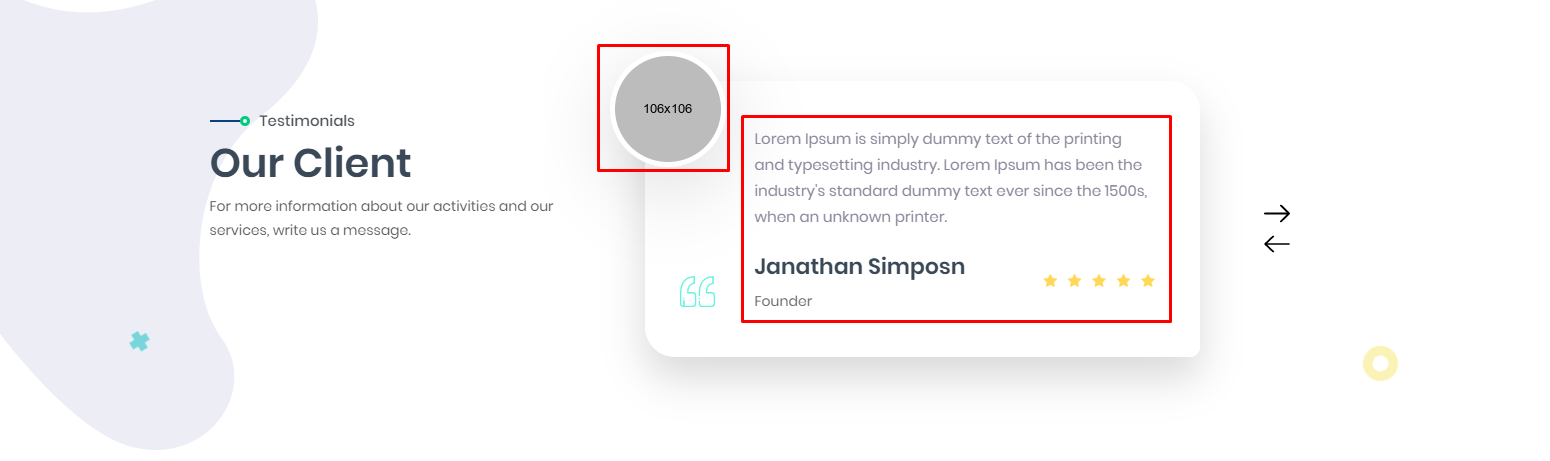 Testimonials
Our Client
For more information about our activities and our
services, write us a message.
106x106
Lorem Ipsum is simply dummy text of the printing
and typesetting industry. Lorem Ipsum has been the
industry's standard dummy text ever since the 1500s,
when an unknown printer.
Janathan Simposn
Founder